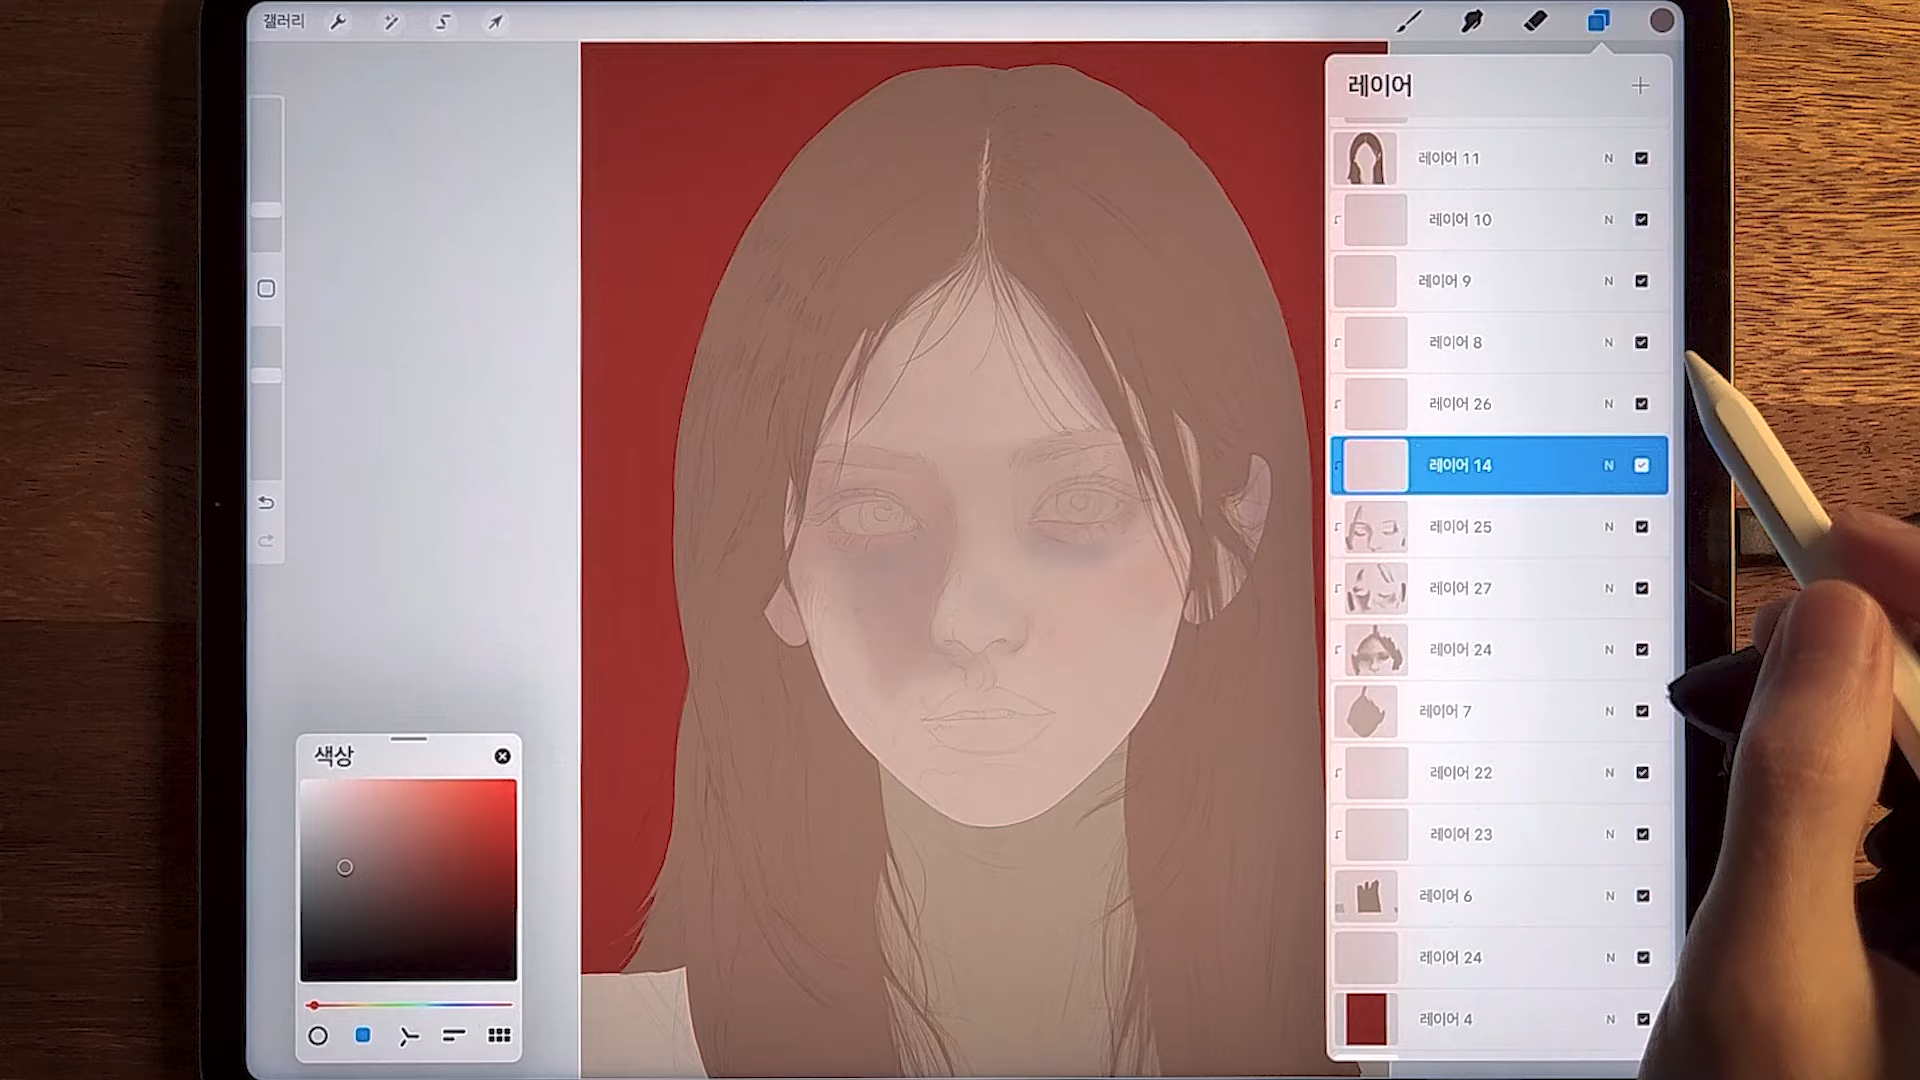 갤러리
레이어
레이어 11 N
레이어 10 N
레이어 9 N
레이어 8 N
레이어 26 N
레이어 14 N
레이어 25 N
레이어 27 N
레이어 24 N
레이어 7 N
레이어 22 N
레이어 23 N
레이어 6 N
레이어 24 N
레이어 4 N
색상